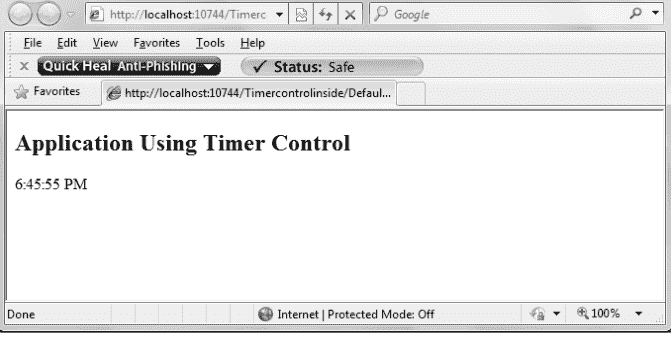 http://localhost:10744/Timerc Google
File Edit View Favorites Tools Help
Quick Heal Anti-Phishing Status: Safe
Favorites http://localhost:10744/Timercontrolinside/Defaul...
Application Using Timer Control
6:45:55 PM
Done Internet | Protected Mode: Off 100%